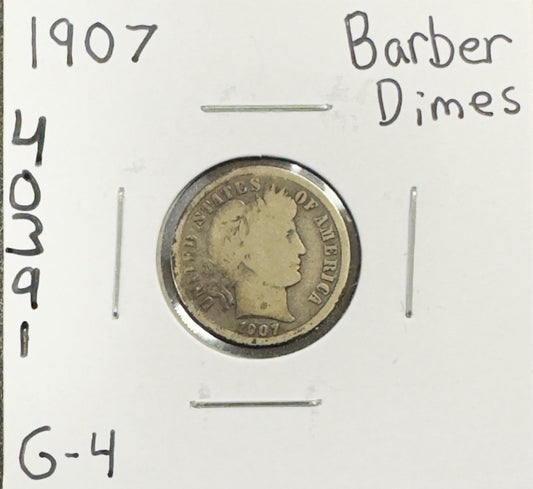 1907
Barber
Dimes
4
0
3
9
1
UNITED STATES OF AMERICA
1907
G-4